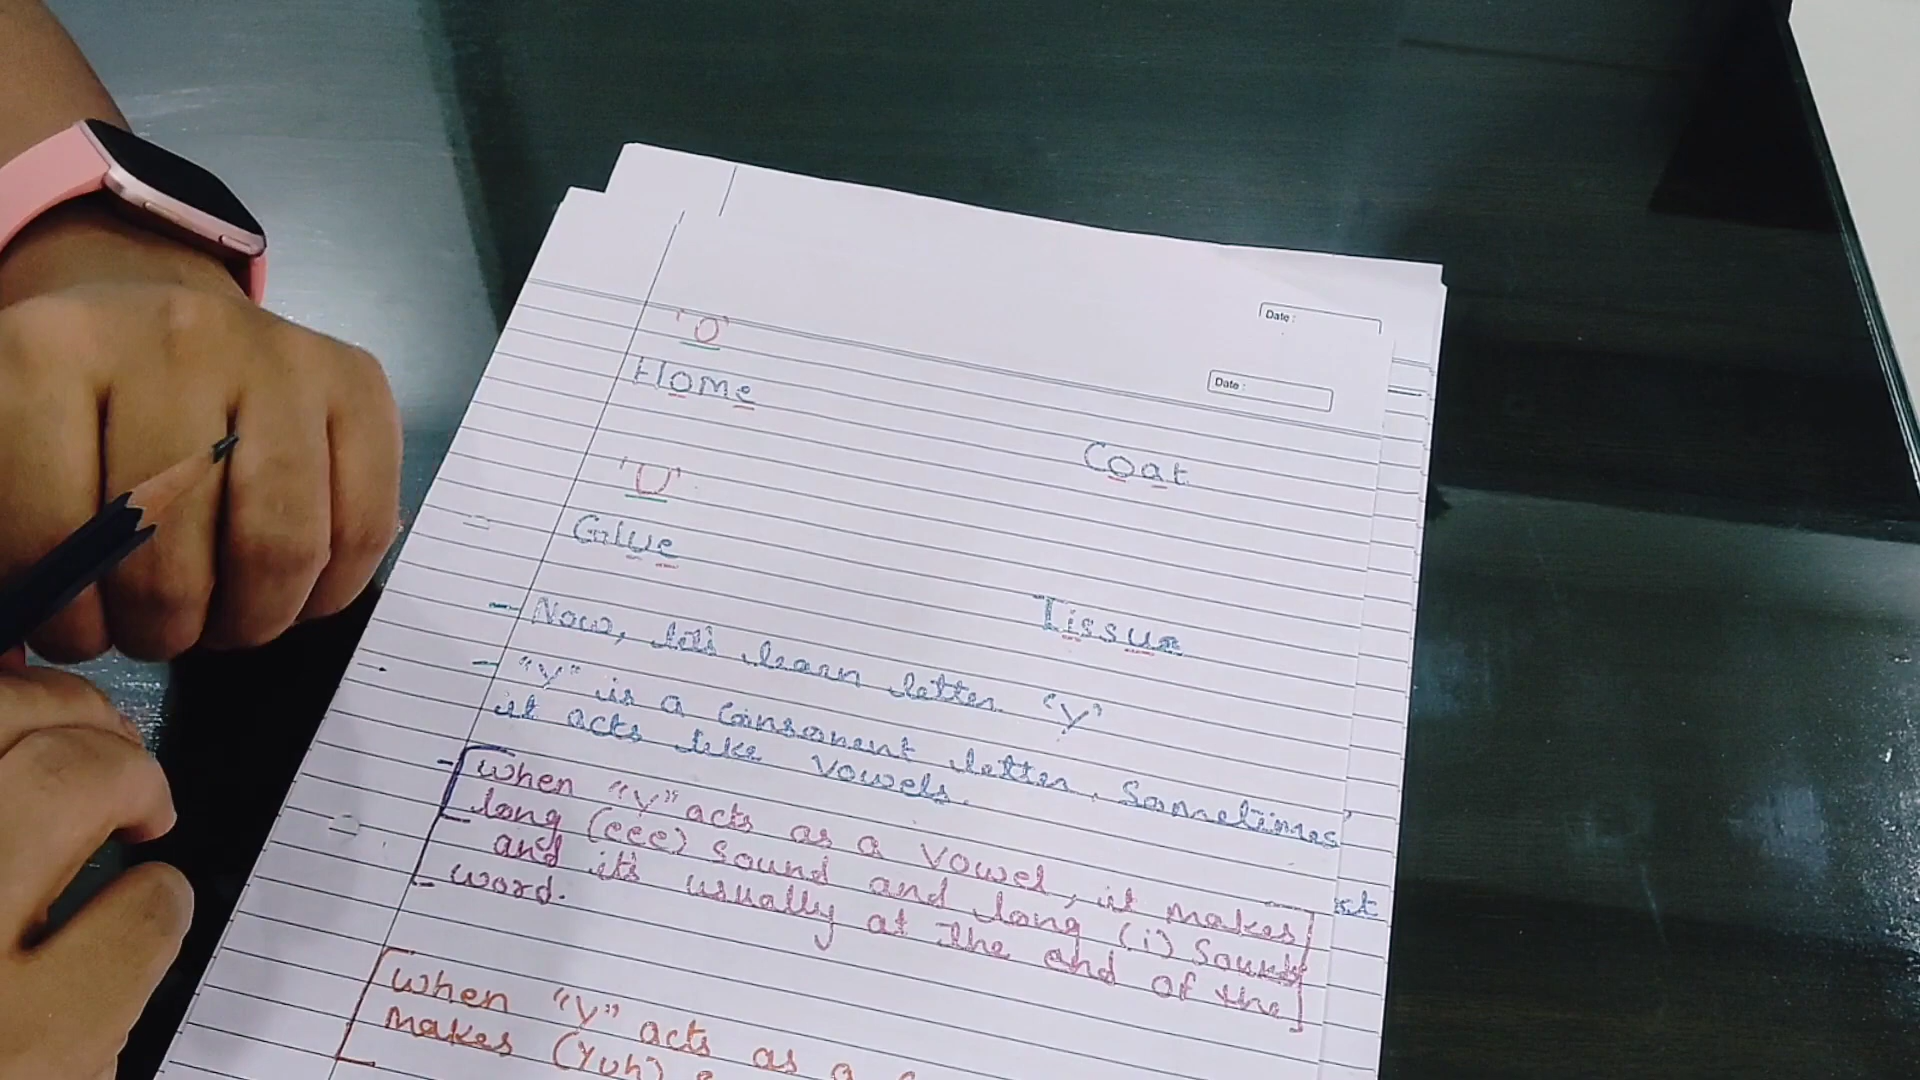 Date :
Date :
'O'
Home
Coat
'U'
Glue
Tissue
- Now, let's learn letter "Y"
- "Y" is a Consonent letter, Sometimes
it acts like vowels.
- When "Y" acts as a vowel, it makes
long (eee) sound and long (i) Sound
and it's usually at the end of the
word.
When "Y" acts as a
makes (Yuh)